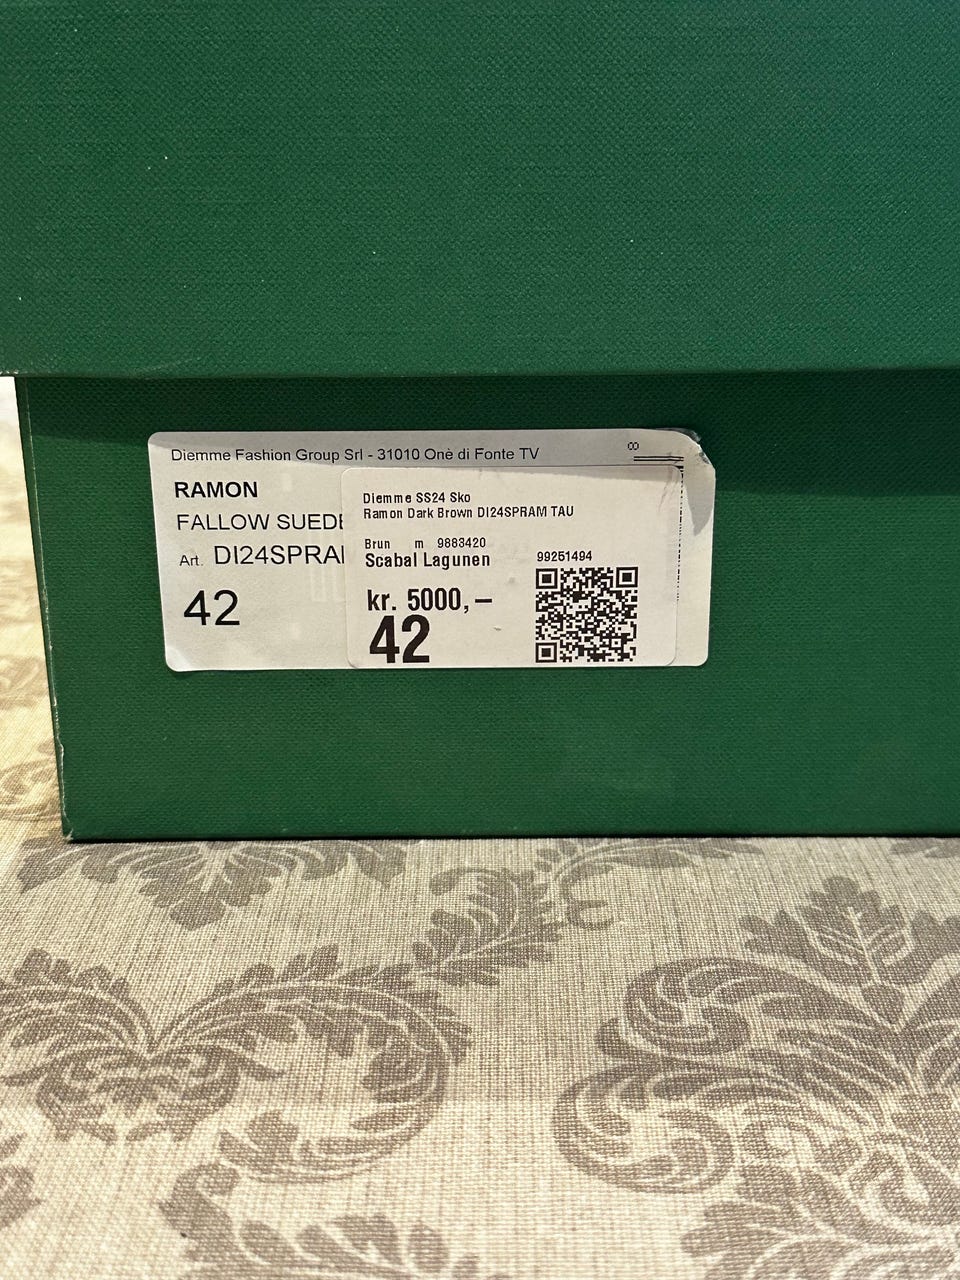 Diemme Fashion Group Srl - 31010 Onè di Fonte TV
RAMON
FALLOW SUEDE
Art. DI24SPRA
42
Diemme SS24 Sko
Ramon Dark Brown DI24SPRAM TAU
Brun m 9883420
Scabal Lagunen
99251494
kr. 5000,–
42